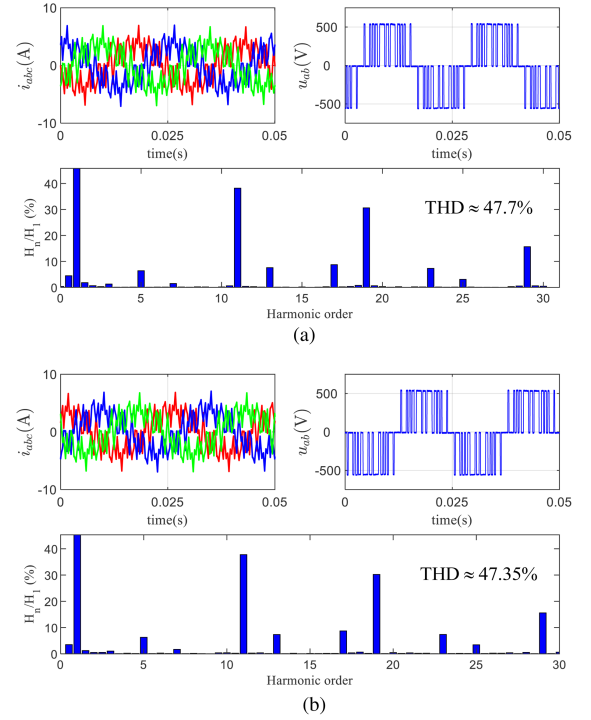 10
0
-10
i_abc(A)
0 0.025 0.05
time(s)
500
0
-500
u_ab(V)
0 0.025 0.05
time(s)
40
30
20
10
0
H_n/H_1 (%)
THD ≈ 47.7%
0 5 10 15 20 25 30
Harmonic order
(a)
10
0
-10
i_abc(A)
0 0.025 0.05
time(s)
500
0
-500
u_ab(V)
0 0.025 0.05
time(s)
40
30
20
10
0
H_n/H_1 (%)
THD ≈ 47.35%
0 5 10 15 20 25 30
Harmonic order
(b)